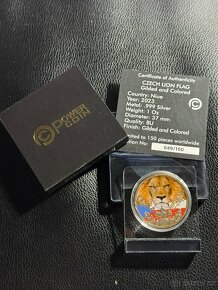 POWER
COIN
Certificate of Authenticity
CZECH LION FLAG
Gilded and Colored
Country: Niue
Year: 2023
Metal: .999 Silver
Weight: 1 Oz
Diameter: 37 mm
Quality: BU
Finish: Gilded and Colored
Limited to 150 pieces worldwide
049/150